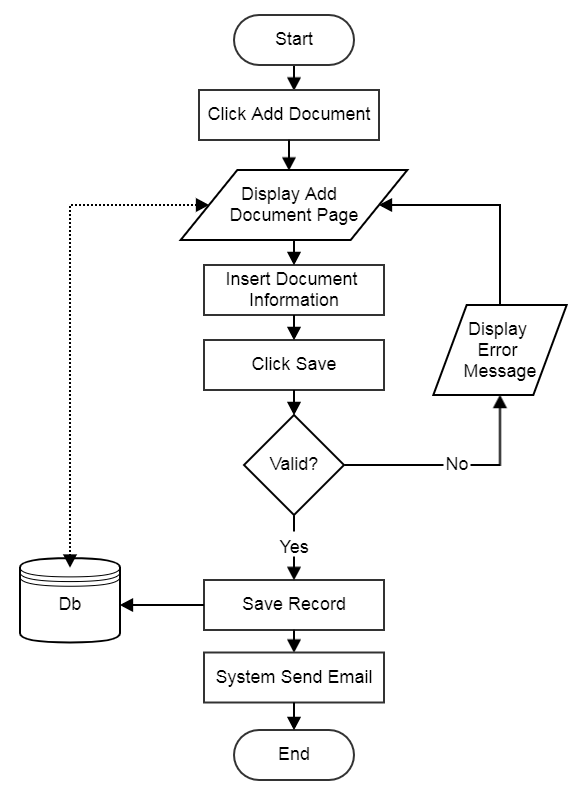 Start
Click Add Document
Display Add
Document Page
Insert Document
Information
Click Save
Display
Error
Message
Valid?
No
Yes
Db
Save Record
System Send Email
End